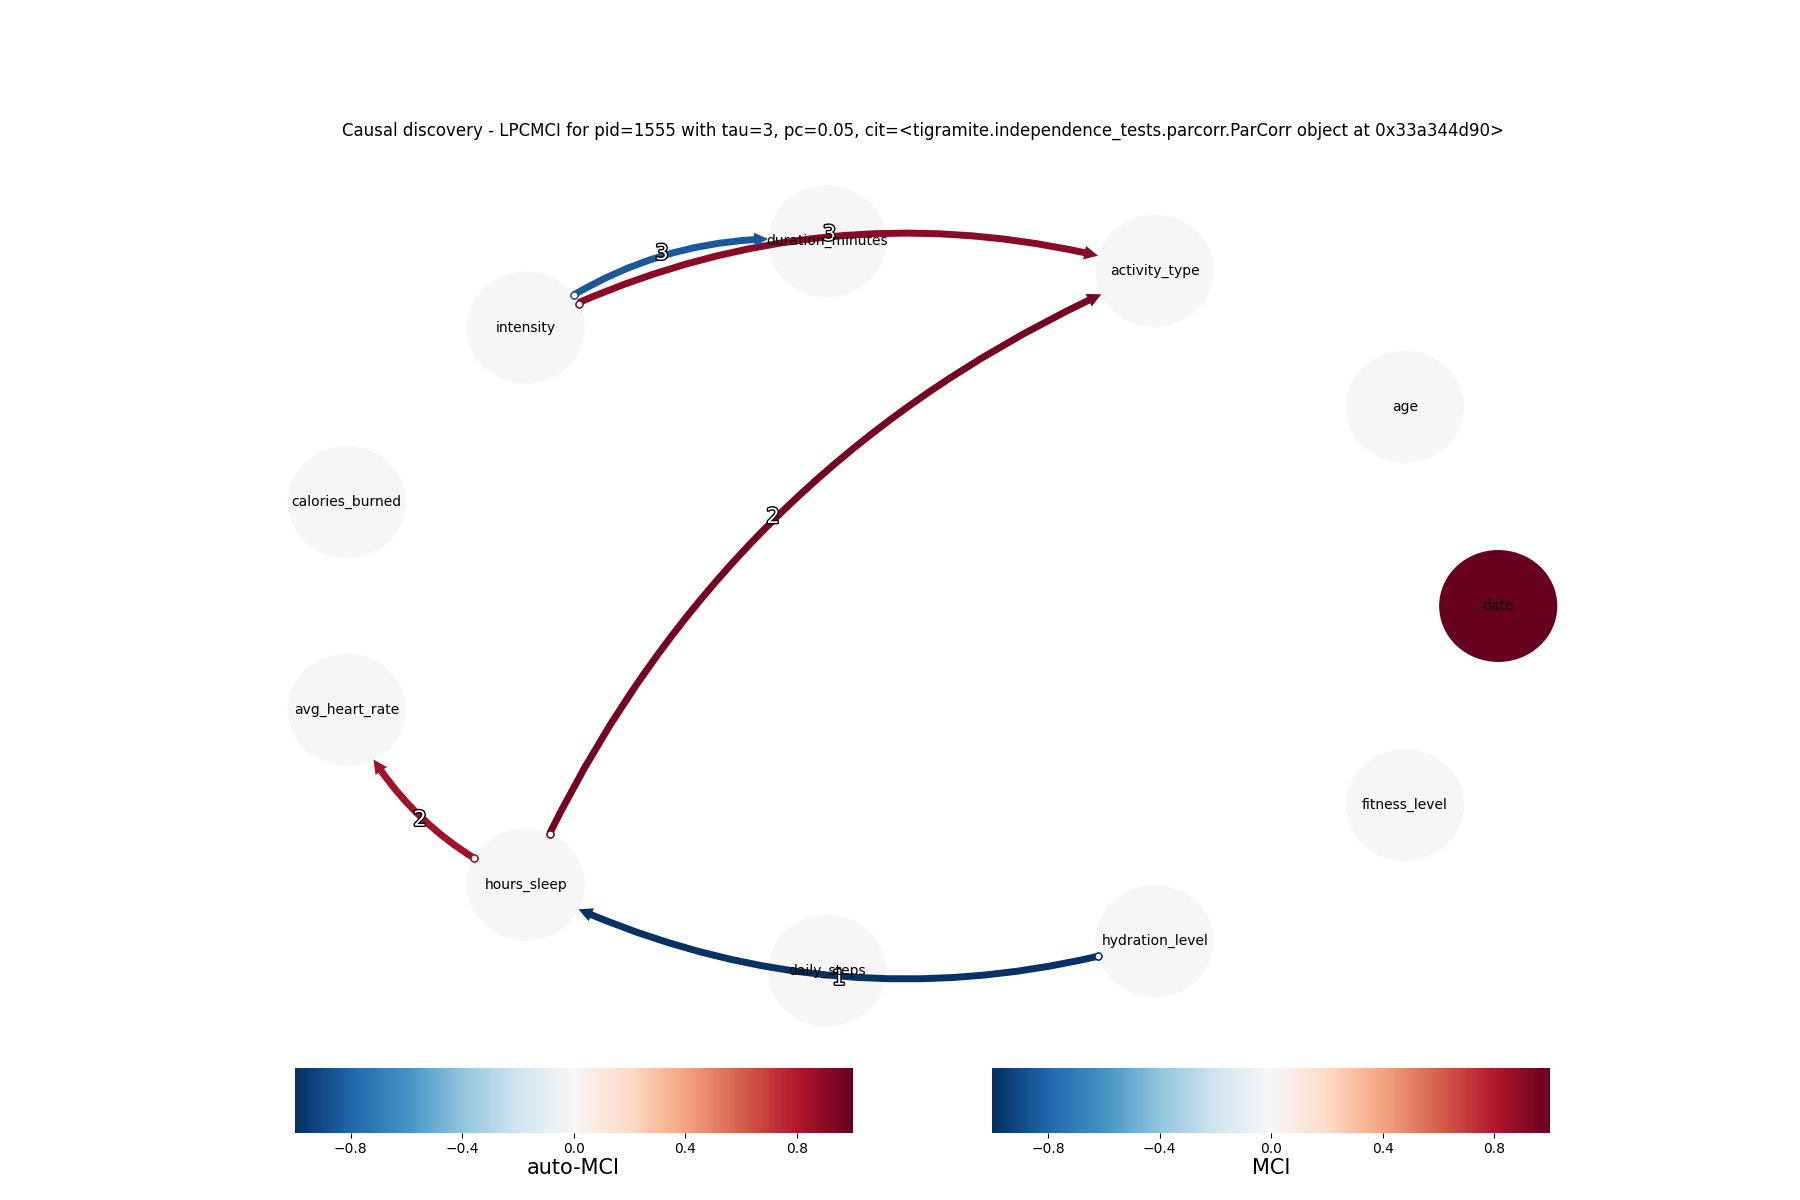 Causal discovery - LPCMCI for pid=1555 with tau=3, pc=0.05, cit=<tigramite.independence_tests.parcorr.ParCorr object at 0x33a344d90>
3
duration_minutes
3
activity_type
intensity
age
calories_burned
2
date
avg_heart_rate
fitness_level
2
hours_sleep
hydration_level
daily_steps
1
−0.8 −0.4 0.0 0.4 0.8
auto-MCI
−0.8 −0.4 0.0 0.4 0.8
MCI